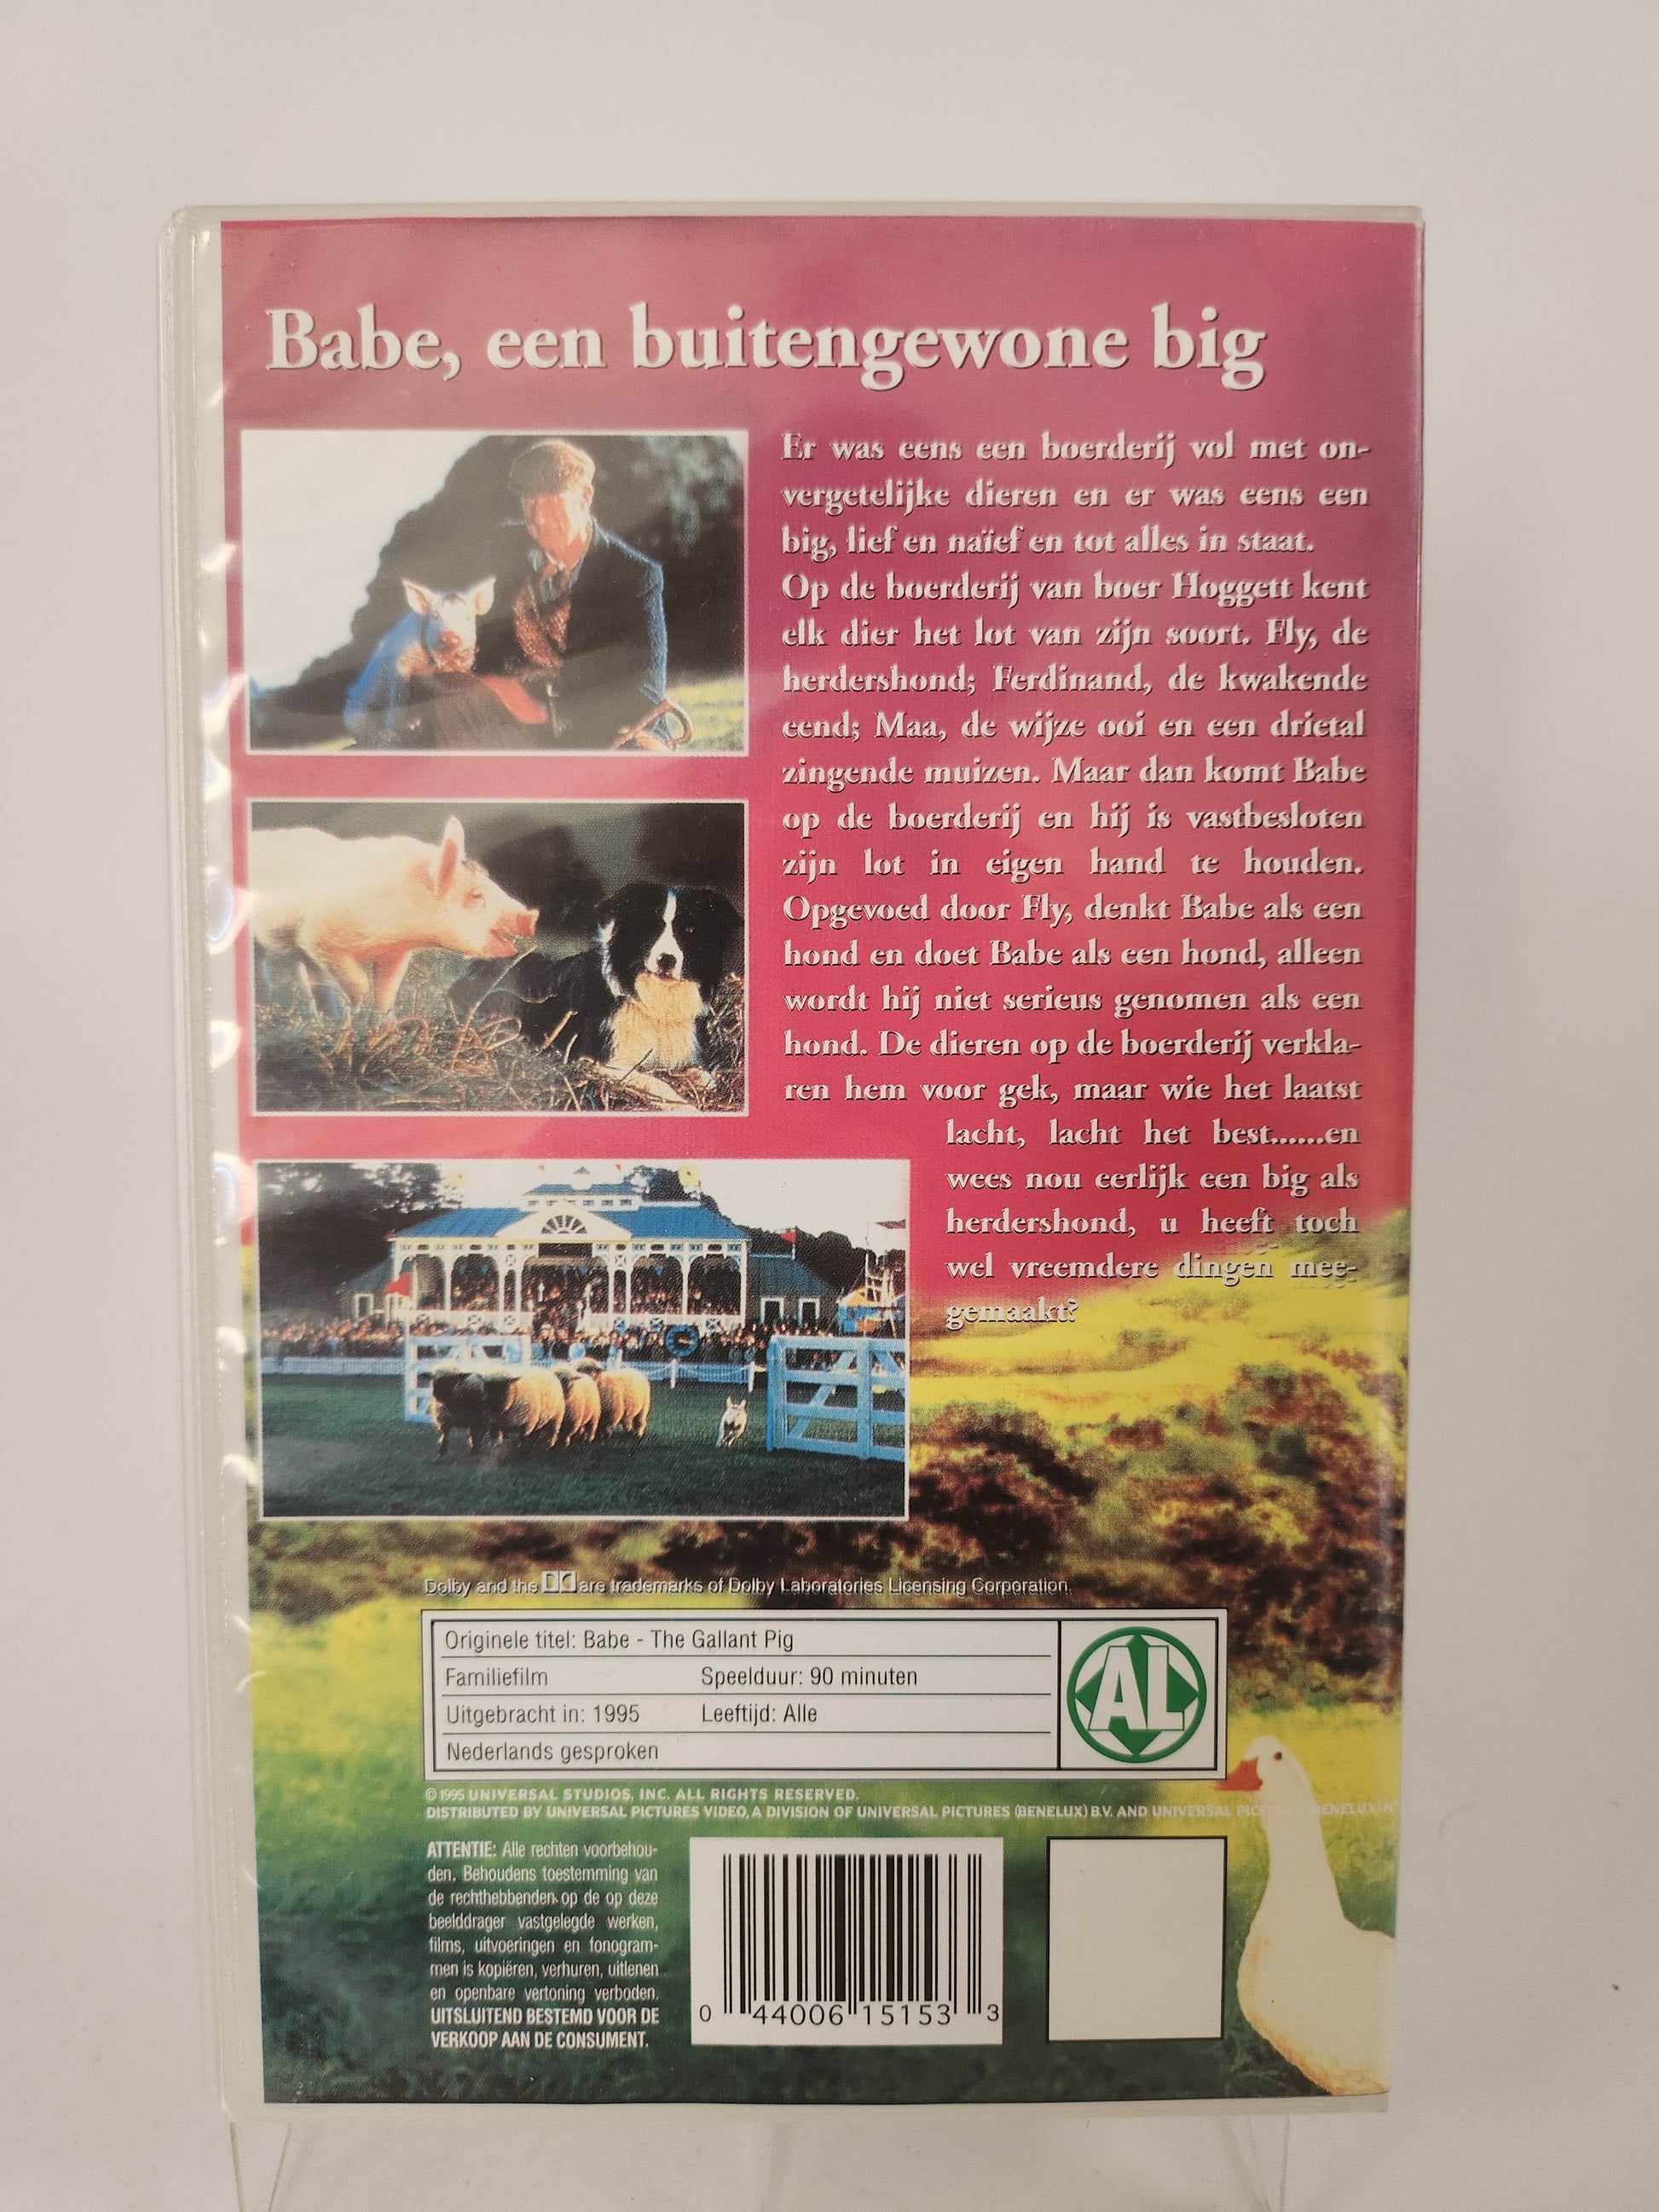 Babe, een buitengewone big
Er was eens een boerderij vol met on-
vergetelijke dieren en er was eens een
big, lief en naïef en tot alles in staat.
Op de boerderij van boer Hoggett kent
elk dier het lot van zijn soort. Fly, de
herdershond; Ferdinand, de kwakende
eend; Maa, de wijze ooi en een drietal
zingende muizen. Maar dan komt Babe
op de boerderij en hij is vastbesloten
zijn lot in eigen hand te houden.
Opgevoed door Fly, denkt Babe als een
hond en doet Babe als een hond, alleen
wordt hij niet serieus genomen als een
hond. De dieren op de boerderij verkla-
ren hem voor gek, maar wie het laatst
lacht, lacht het best......en
wees nou eerlijk een big als
herdershond, u heeft toch
wel vreemdere dingen mee-
gemaakt?
Dolby and the are trademarks of Dolby Laboratories Licensing Corporation.
Originele titel: Babe - The Gallant Pig
Familiefilm Speelduur: 90 minuten
Uitgebracht in: 1995 Leeftijd: Alle
Nederlands gesproken
AL
© 1995 UNIVERSAL STUDIOS, INC. ALL RIGHTS RESERVED.
DISTRIBUTED BY UNIVERSAL PICTURES VIDEO, A DIVISION OF UNIVERSAL PICTURES (BENELUX) B.V. AND UNIVERSAL
ATTENTIE: Alle rechten voorbehou-
den. Behoudens toestemming van
de rechthebbenden op de op deze
beelddrager vastgelegde werken,
films, uitvoeringen en fonogram-
men is kopiëren, verhuren, uitlenen
en openbare vertoning verboden.
UITSLUITEND BESTEMD VOOR DE
VERKOOP AAN DE CONSUMENT.
0 44006 15153 3